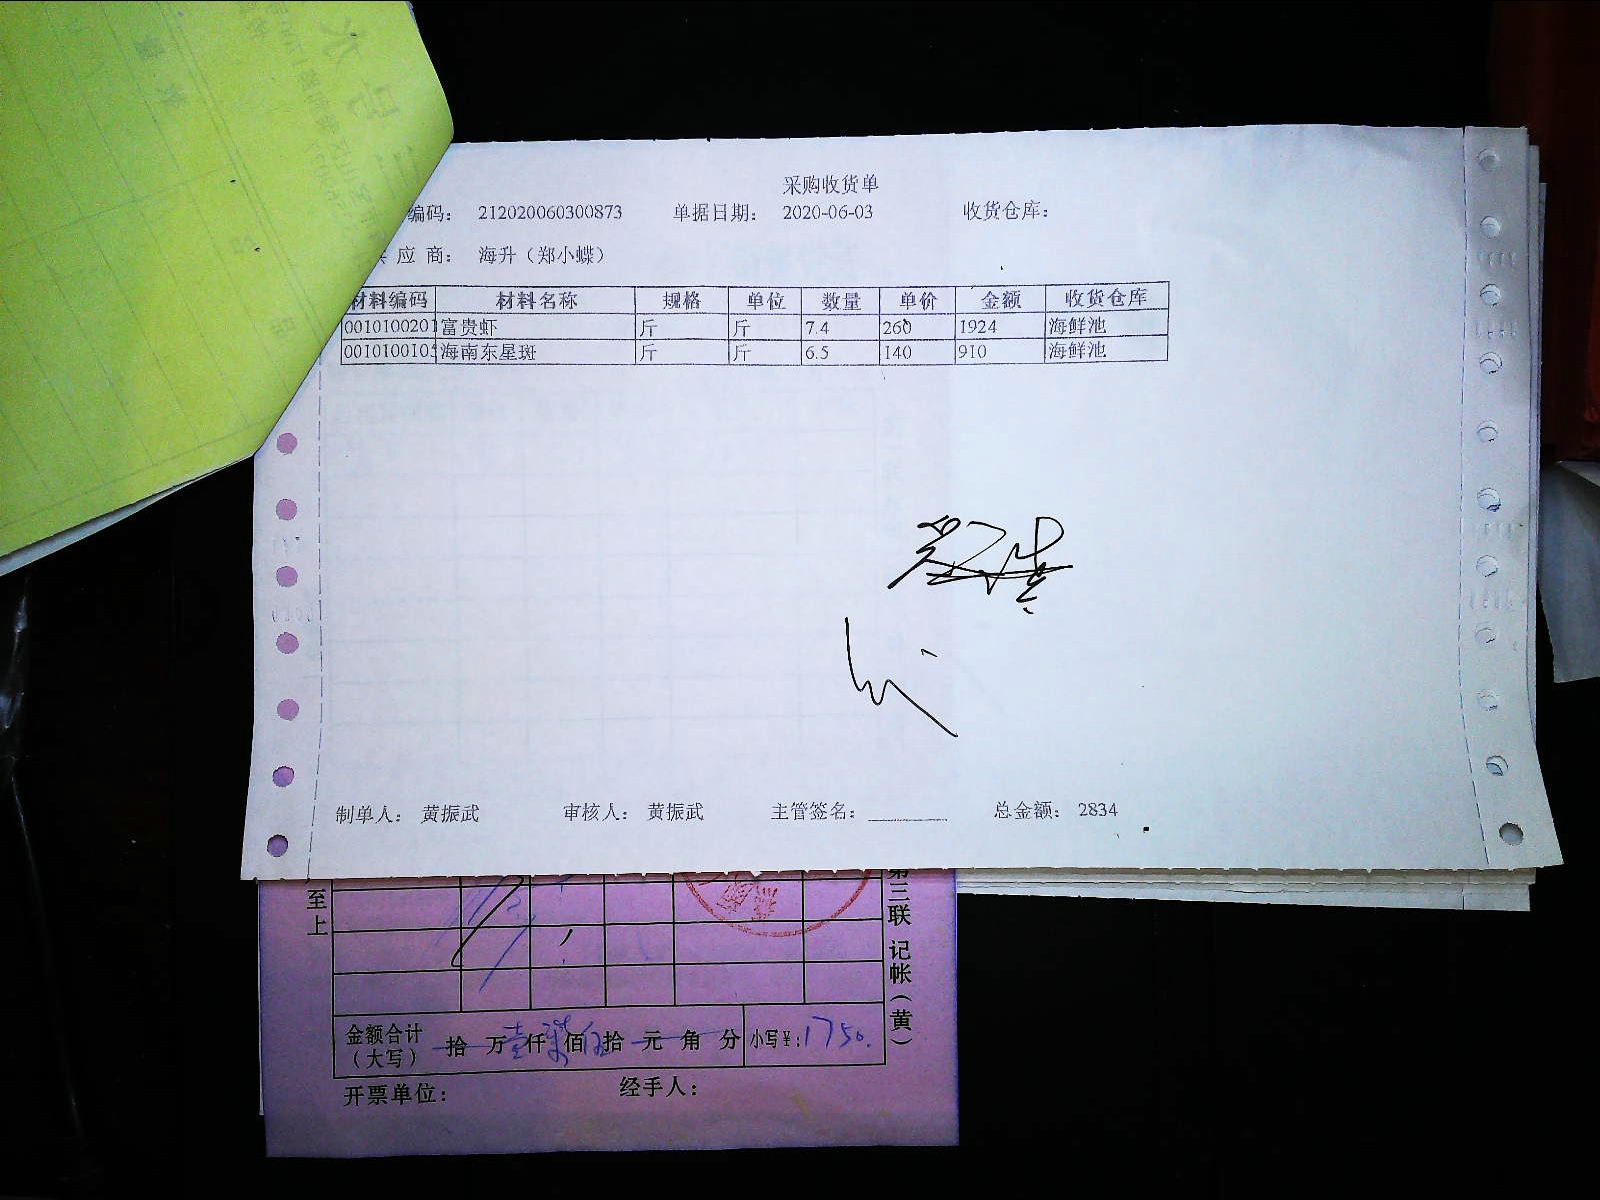 采购收货单
编码： 212020060300873 单据日期： 2020-06-03 收货仓库：
应 商： 海升（郑小蝶）
材料编码 材料名称 规格 单位 数量 单价 金额 收货仓库
0010100201 富贵虾 斤 斤 7.4 260 1924 海鲜池
001010010 海南东星斑 斤 斤 6.5 140 910 海鲜池
制单人： 黄振武 审核人： 黄振武 主管签名： 总金额： 2834
至上
第三联 记帐（黄）
金额合计（大写） 拾 万 壹 仟 柒 佰 伍 拾 元 角 分 小写￥：1750.
开票单位： 经手人：